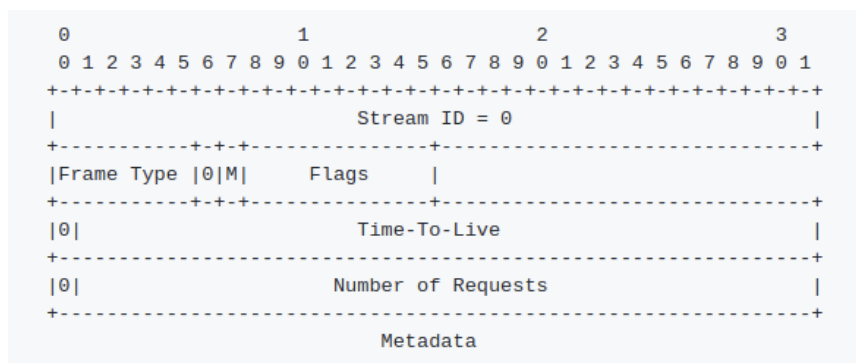 0                   1                   2                   3
0 1 2 3 4 5 6 7 8 9 0 1 2 3 4 5 6 7 8 9 0 1 2 3 4 5 6 7 8 9 0 1
+-+-+-+-+-+-+-+-+-+-+-+-+-+-+-+-+-+-+-+-+-+-+-+-+-+-+-+-+-+-+-+-+
|                         Stream ID = 0                         |
+-----------+-+-+---------------+-------------------------------+
|Frame Type |0|M|     Flags     |
+-----------+-+-+---------------+-------------------------------+
|0|                       Time-To-Live                          |
+---------------------------------------------------------------+
|0|                     Number of Requests                      |
+---------------------------------------------------------------+
Metadata